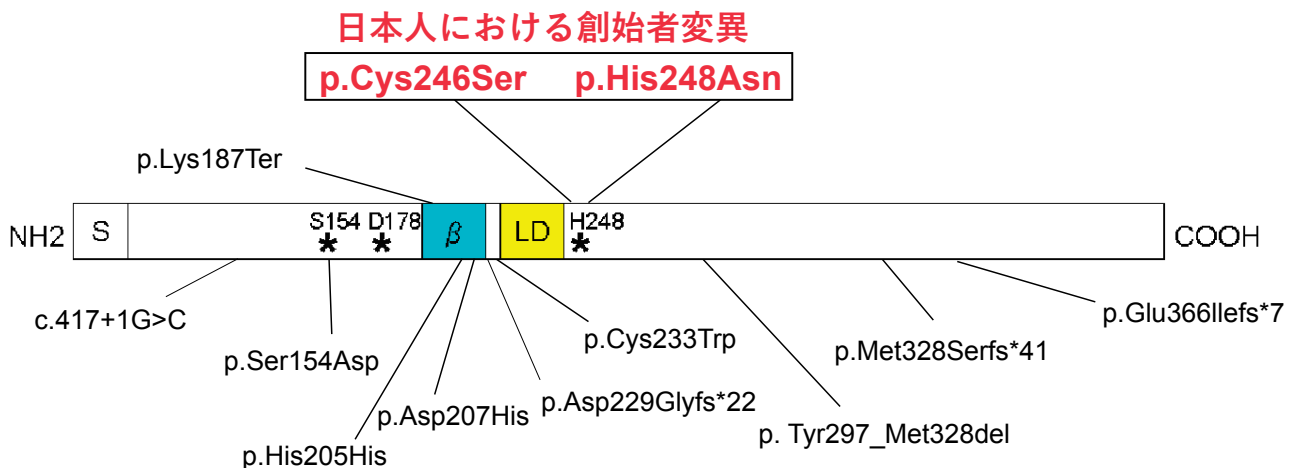 日本人における創始者変異
p.Cys246Ser p.His248Asn
p.Lys187Ter
NH2 S S154 D178 β LD H248 COOH
* * *
c.417+1G>C
p.Ser154Asp
p.His205His
p.Asp207His
p.Asp229Glyfs*22
p.Cys233Trp
p. Tyr297_Met328del
p.Met328Serfs*41
p.Glu366Ilefs*7